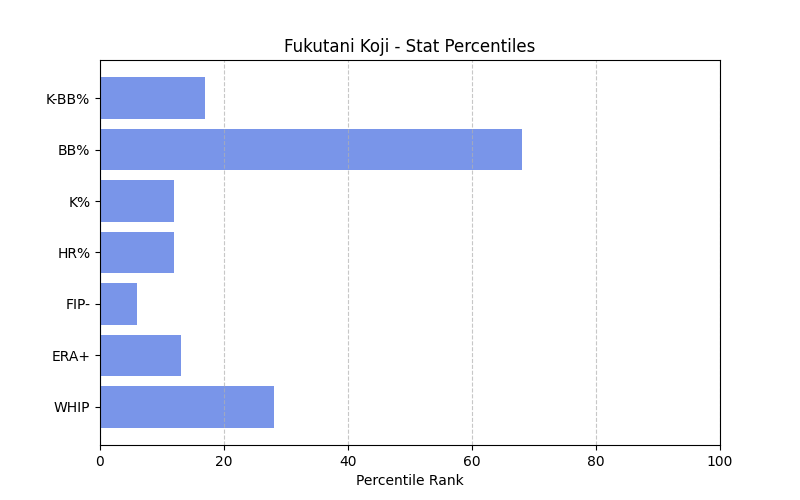 Fukutani Koji - Stat Percentiles
K-BB%
BB%
K%
HR%
FIP-
ERA+
WHIP
0 20 40 60 80 100
Percentile Rank